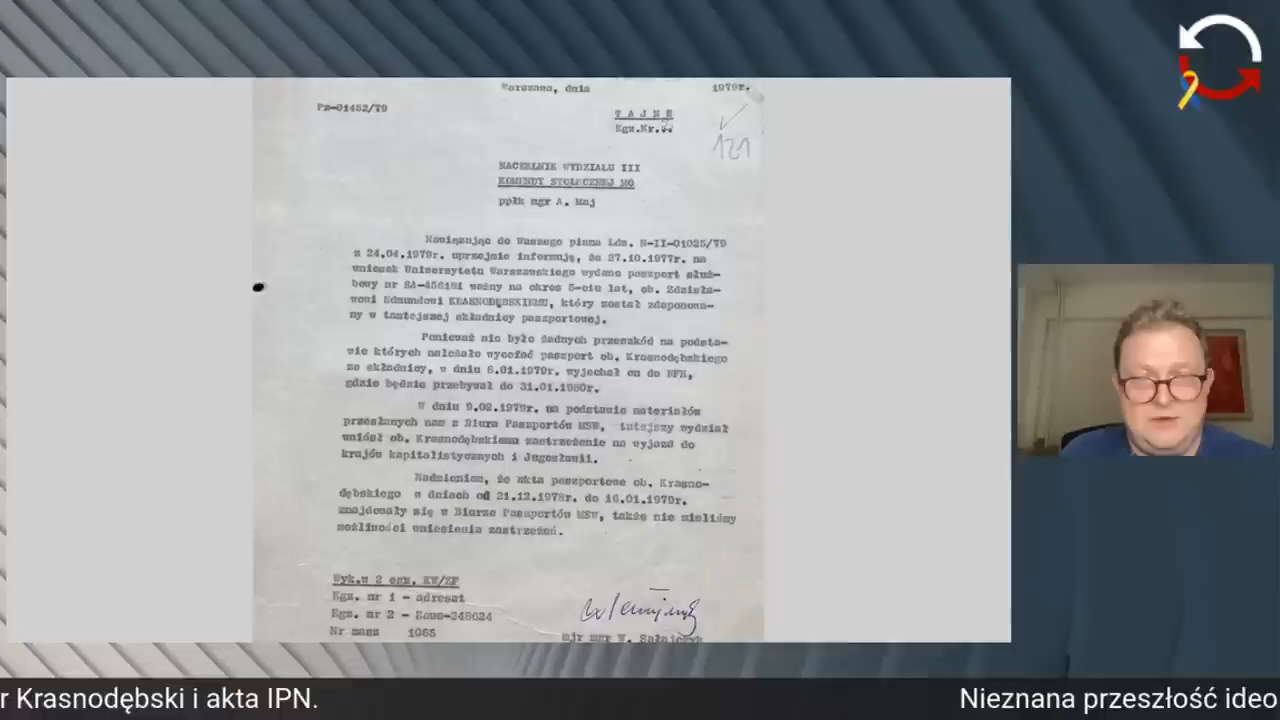 Warszawa, dnia 1979r.
Pz-01452/79
T A J N E
Egz.Nr.
121
NACZELNIK WYDZIAŁU III
KOMENDY STOŁECZNEJ MO
ppłk mgr A. Maj
Nawiązując do Waszego pisma Ldz. N-II-01025/79
z 24.04.1979r. uprzejmie informuję, że 27.10.1977r. na
wniosek Uniwersytetu Warszawskiego wydano paszport służ-
bowy nr ważny na okres 5-ciu lat, ob. Zdzisła-
wowi Edmundowi KRASNODĘBSKIEMU, który został zdeponowa-
ny w tutejszej składnicy paszportowej.
Ponieważ nie było żadnych przeszkód na podsta-
wie których należało wycofać paszport ob. Krasnodębskiego
ze składnicy, w dniu 6.01.1979r. wyjechał on do RFN,
gdzie będzie przebywał do 31.01.1980r.
W dniu 9.02.1979r. na podstawie materiałów
przesłanych nam z Biura Paszportów MSW, tutejszy wydział
wniósł ob. Krasnodębskiemu zastrzeżenie na wyjazd do
krajów kapitalistycznych i Jugosławii.
Nadmieniam, że akta paszportowe ob. Krasno-
dębskiego w dniach od 21.12.1978r. do 16.01.1979r.
znajdowały się w Biurze Paszportów MSW, także nie mieliśmy
możliwości wniesienia zastrzeżeń.
Wyk.w 2 egz. KW/ZF
Egz. nr 1 - adresat
Egz. nr 2 -
Nr masz 1065
mjr mgr W.
r Krasnodębski i akta IPN.
Nieznana przeszłość ideo